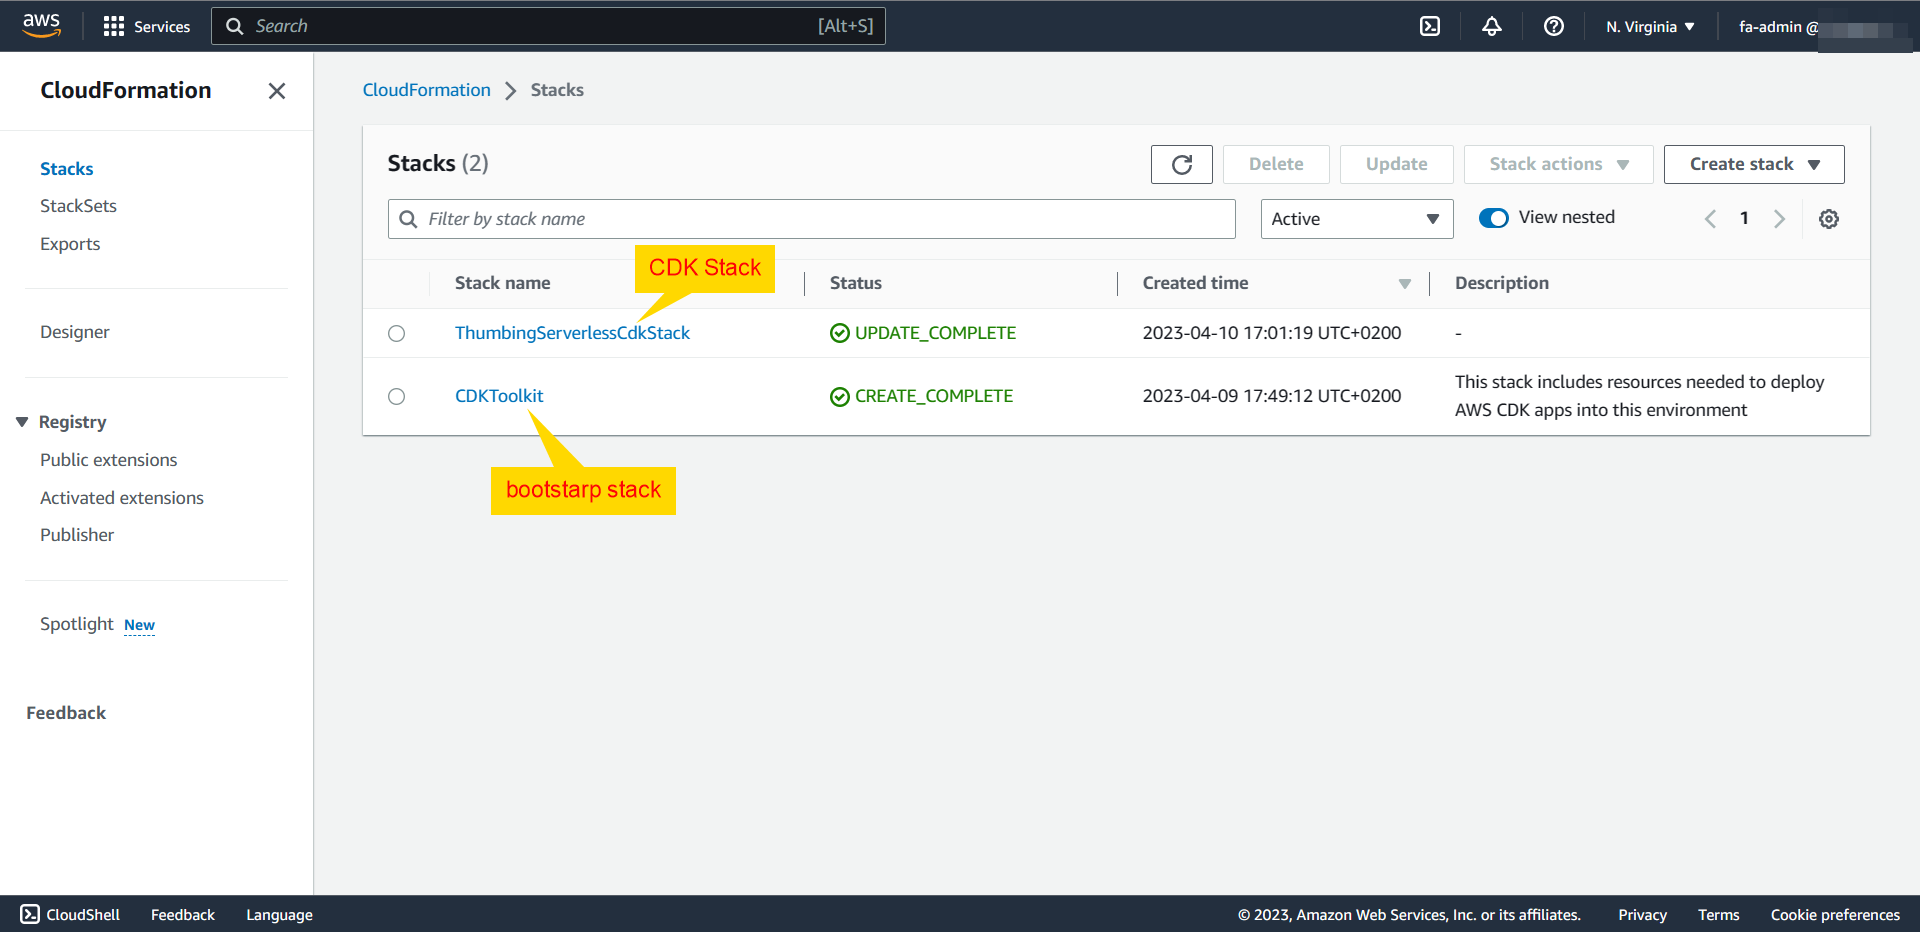 aws
Services
Search
[Alt+S]
N. Virginia
fa-admin @
CloudFormation
Stacks
StackSets
Exports
Designer
Registry
Public extensions
Activated extensions
Publisher
Spotlight New
Feedback
CloudFormation Stacks
Stacks (2)
Delete
Update
Stack actions
Create stack
Filter by stack name
Active
View nested
1
CDK Stack
Stack name
Status
Created time
Description
ThumbingServerlessCdkStack
UPDATE_COMPLETE
2023-04-10 17:01:19 UTC+0200
-
CDKToolkit
CREATE_COMPLETE
2023-04-09 17:49:12 UTC+0200
This stack includes resources needed to deploy
AWS CDK apps into this environment
bootstarp stack
CloudShell
Feedback
Language
© 2023, Amazon Web Services, Inc. or its affiliates.
Privacy
Terms
Cookie preferences